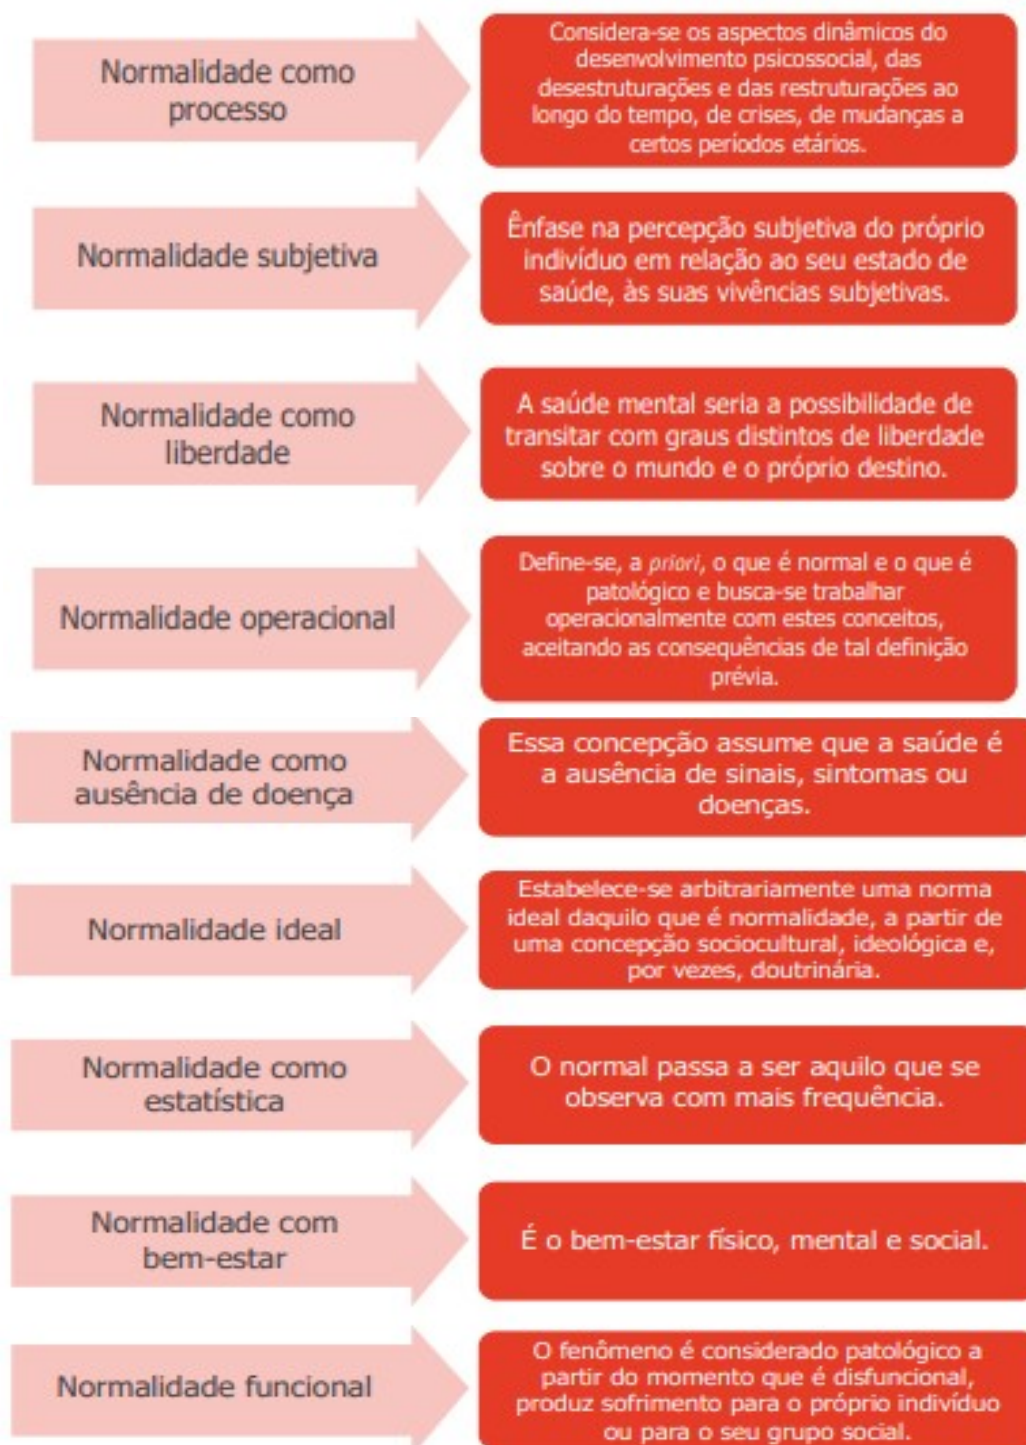 Normalidade como
processo
Considera-se os aspectos dinâmicos do
desenvolvimento psicossocial, das
desestruturações e das restruturações ao
longo do tempo, de crises, de mudanças a
certos períodos etários.
Normalidade subjetiva
Ênfase na percepção subjetiva do próprio
indivíduo em relação ao seu estado de
saúde, às suas vivências subjetivas.
Normalidade como
liberdade
A saúde mental seria a possibilidade de
transitar com graus distintos de liberdade
sobre o mundo e o próprio destino.
Normalidade operacional
Define-se, a priori, o que é normal e o que é
patológico e busca-se trabalhar
operacionalmente com estes conceitos,
aceitando as consequências de tal definição
prévia.
Normalidade como
ausência de doença
Essa concepção assume que a saúde é
a ausência de sinais, sintomas ou
doenças.
Normalidade ideal
Estabelece-se arbitrariamente uma norma
ideal daquilo que é normalidade, a partir de
uma concepção sociocultural, ideológica e,
por vezes, doutrinária.
Normalidade como
estatística
O normal passa a ser aquilo que se
observa com mais frequência.
Normalidade com
bem-estar
É o bem-estar físico, mental e social.
Normalidade funcional
O fenômeno é considerado patológico a
partir do momento que é disfuncional,
produz sofrimento para o próprio indivíduo
ou para o seu grupo social.